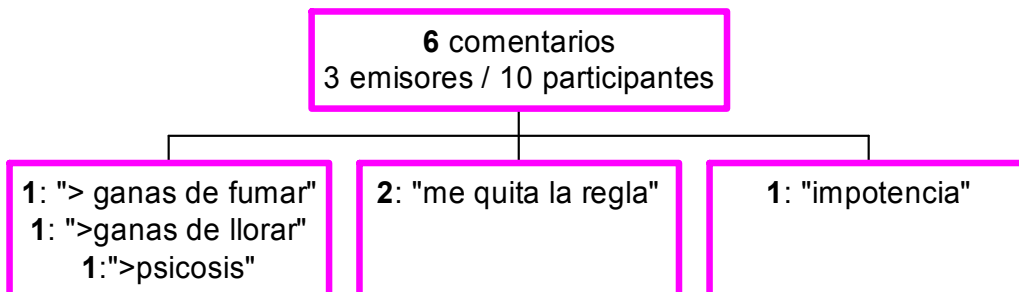 6 comentarios
3 emisores / 10 participantes
1: "> ganas de fumar"
1: ">ganas de llorar"
1:">psicosis"
2: "me quita la regla"
1: "impotencia"